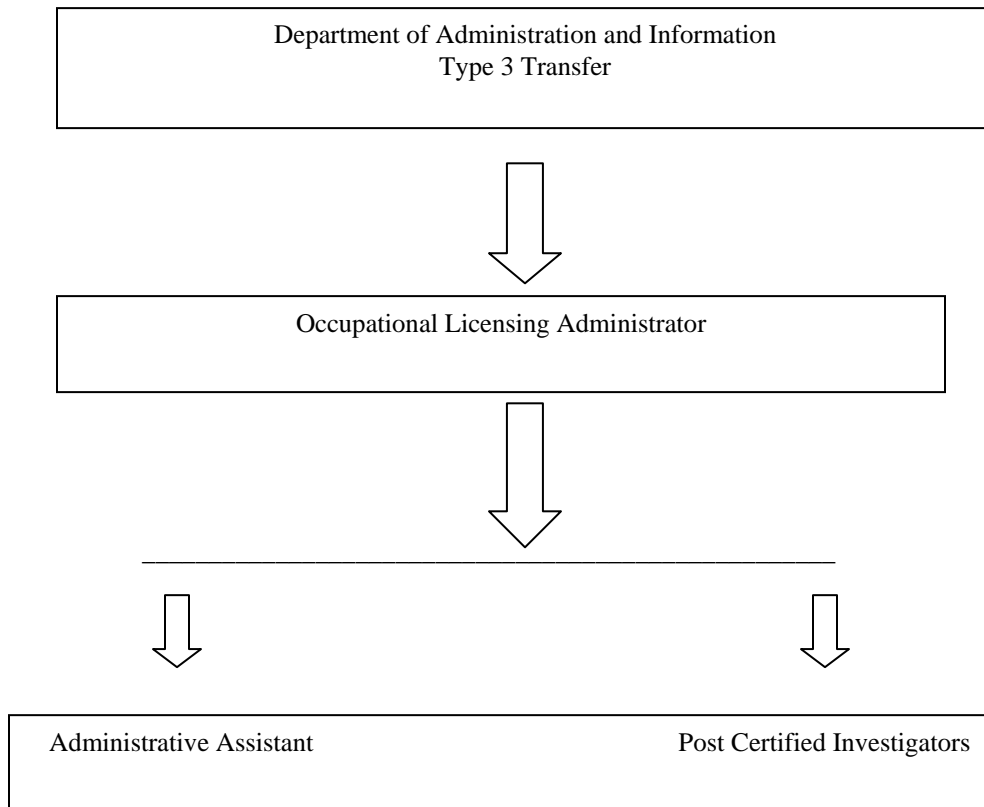 Department of Administration and Information
Type 3 Transfer
Occupational Licensing Administrator
Administrative Assistant Post Certified Investigators